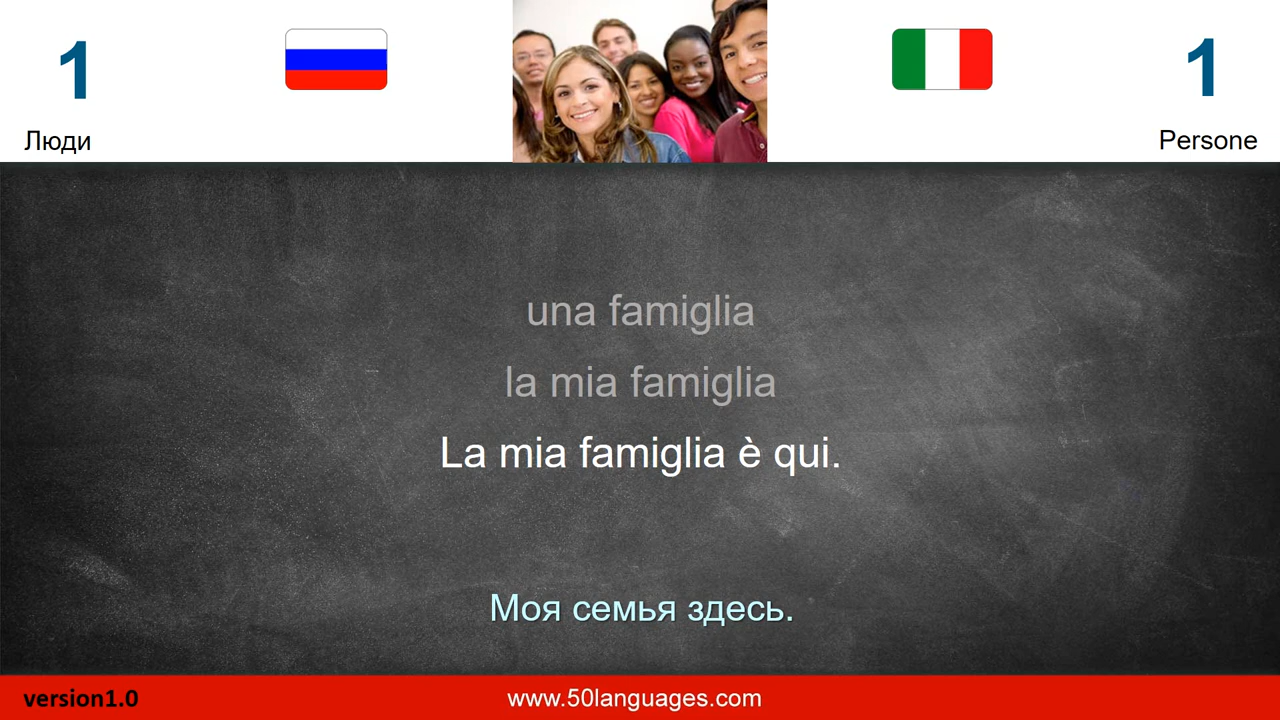 1
1
Люди
Persone
una famiglia
la mia famiglia
La mia famiglia è qui.
Моя семья здесь.
version1.0
www.50languages.com